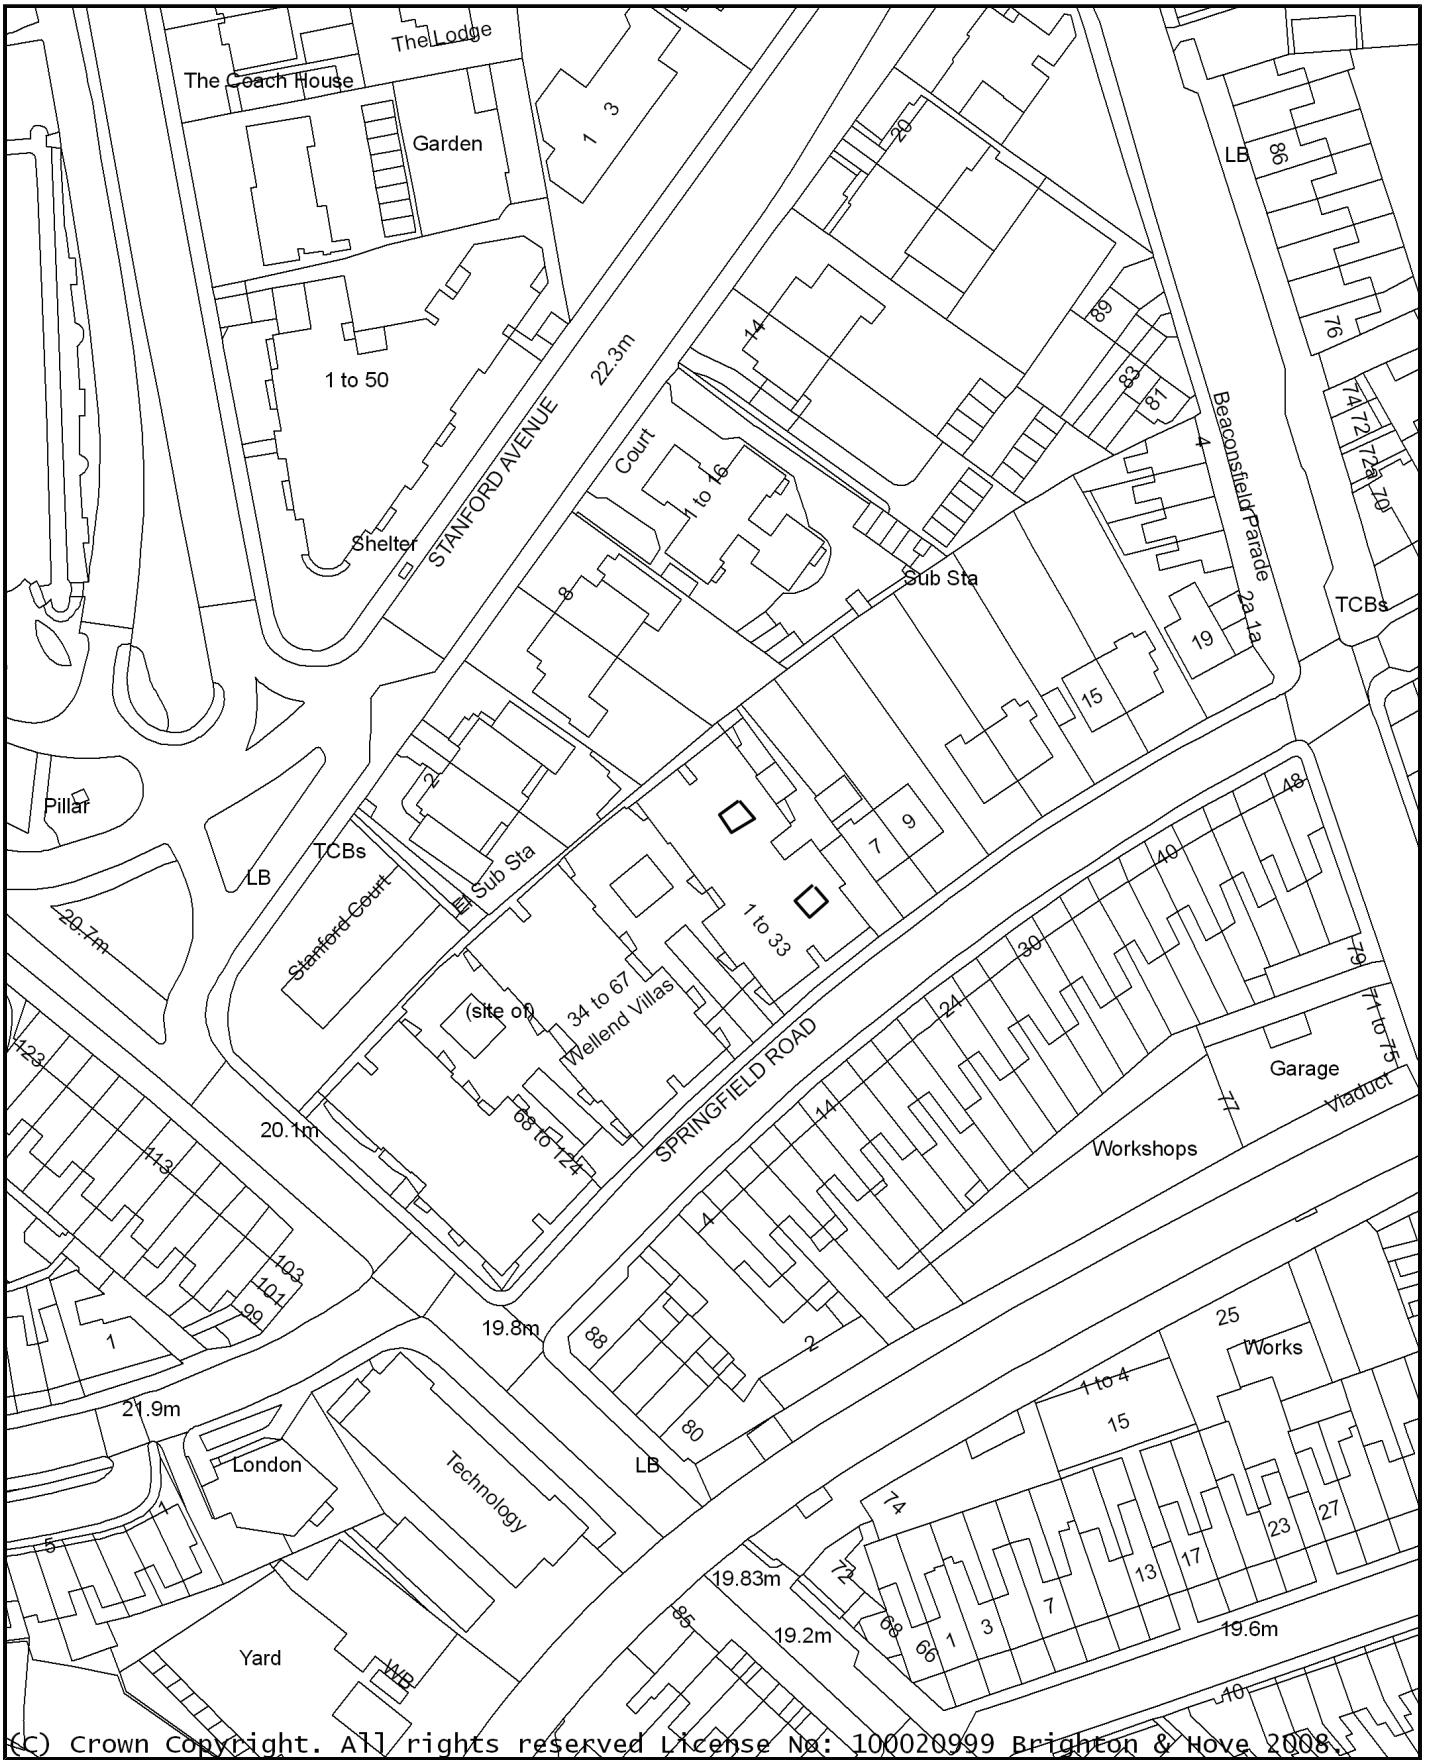 The Lodge
The Coach House
Garden
1
3
20
LB
86
76
89
83
81
14
22.3m
1 to 50
STANFORD AVENUE
Court
1 to 16
Shelter
Beaconsfield Parade
4
74
72
72a
70
TCBs
2a
1a
19
15
Sub Sta
8
2
Pillar
TCBs
LB
20.7m
Stanford Court
Sub Sta
9
7
1 to 33
48
40
30
24
14
4
2
79
71 to 75
77
Garage
Viaduct
Workshops
(site of)
34 to 67
Wellend Villas
68 to 124
SPRINGFIELD ROAD
20.1m
123
113
103
101
99
1
19.8m
88
80
LB
21.9m
London
Technology
1
5
Yard
WB
25
Works
1 to 4
15
74
72
68
66
1
3
7
13
17
23
27
19.83m
19.2m
85
19.6m
10
(C) Crown Copyright. All rights reserved License No: 100020999 Brighton & Hove 2008.